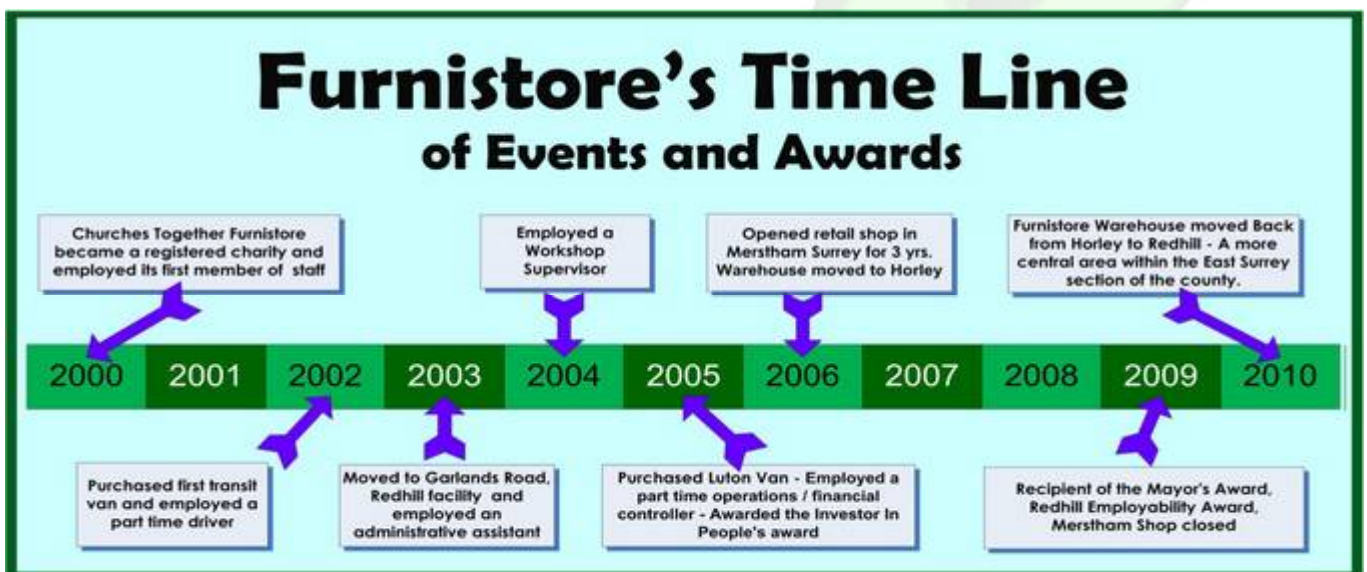 Furnistore's Time Line
of Events and Awards
Churches Together Furnistore
became a registered charity and
employed its first member of staff
Employed a
Workshop
Supervisor
Opened retail shop in
Merstham Surrey for 3 yrs.
Warehouse moved to Horley
Furnistore Warehouse moved Back
from Horley to Redhill - A more
central area within the East Surrey
section of the county.
2000 2001 2002 2003 2004 2005 2006 2007 2008 2009 2010
Purchased first transit
van and employed a
part time driver
Moved to Garlands Road,
Redhill facility and
employed an
administrative assistant
Purchased Luton Van - Employed a
part time operations / financial
controller - Awarded the Investor In
People's award
Recipient of the Mayor's Award,
Redhill Employability Award,
Merstham Shop closed